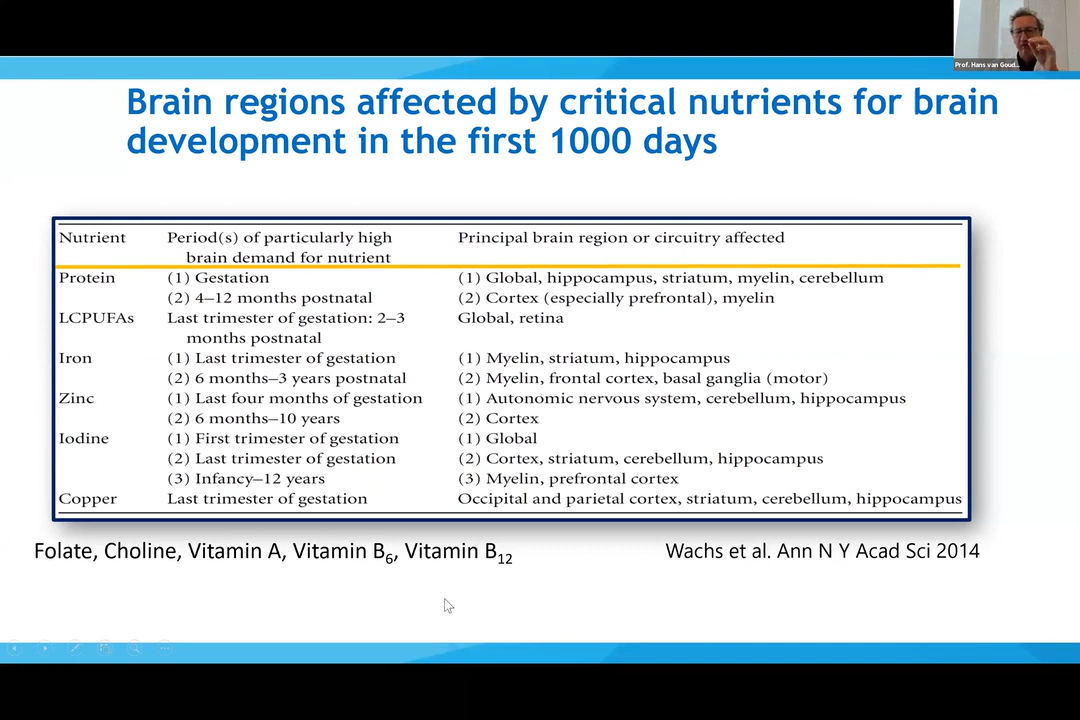 Prof. Hans van Goud...
Brain regions affected by critical nutrients for brain
development in the first 1000 days
Nutrient Period(s) of particularly high Principal brain region or circuitry affected
brain demand for nutrient
Protein (1) Gestation (1) Global, hippocampus, striatum, myelin, cerebellum
(2) 4–12 months postnatal (2) Cortex (especially prefrontal), myelin
LCPUFAs Last trimester of gestation: 2–3 Global, retina
months postnatal
Iron (1) Last trimester of gestation (1) Myelin, striatum, hippocampus
(2) 6 months–3 years postnatal (2) Myelin, frontal cortex, basal ganglia (motor)
Zinc (1) Last four months of gestation (1) Autonomic nervous system, cerebellum, hippocampus
(2) 6 months–10 years (2) Cortex
Iodine (1) First trimester of gestation (1) Global
(2) Last trimester of gestation (2) Cortex, striatum, cerebellum, hippocampus
(3) Infancy–12 years (3) Myelin, prefrontal cortex
Copper Last trimester of gestation Occipital and parietal cortex, striatum, cerebellum, hippocampus
Folate, Choline, Vitamin A, Vitamin B6, Vitamin B12 Wachs et al. Ann N Y Acad Sci 2014